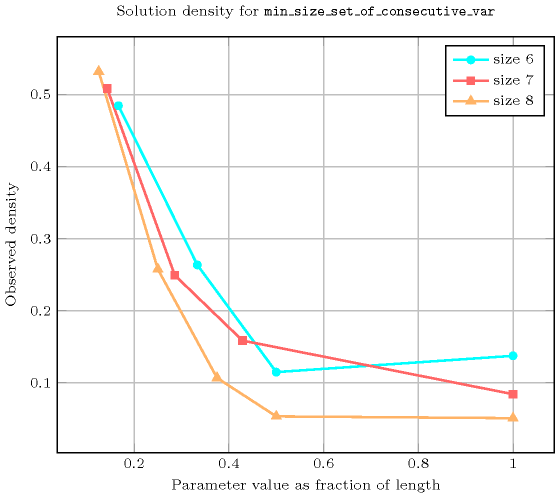 Solution density for min_size_set_of_consecutive_var
size 6
size 7
size 8
0.5
0.4
0.3
0.2
0.1
Observed density
0.2 0.4 0.6 0.8 1
Parameter value as fraction of length